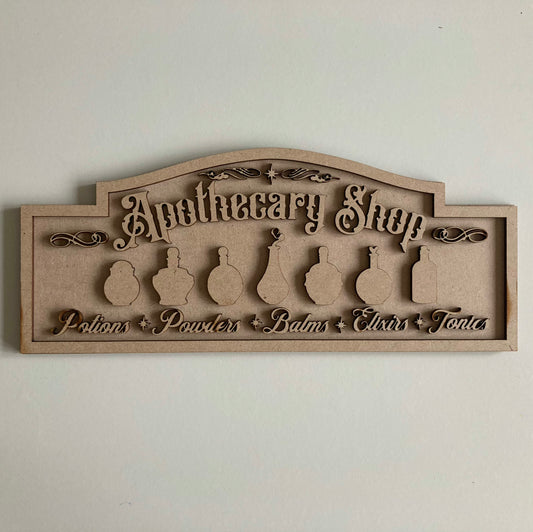 Apothecary Shop
Potions Powders Balms Elixirs Tonics